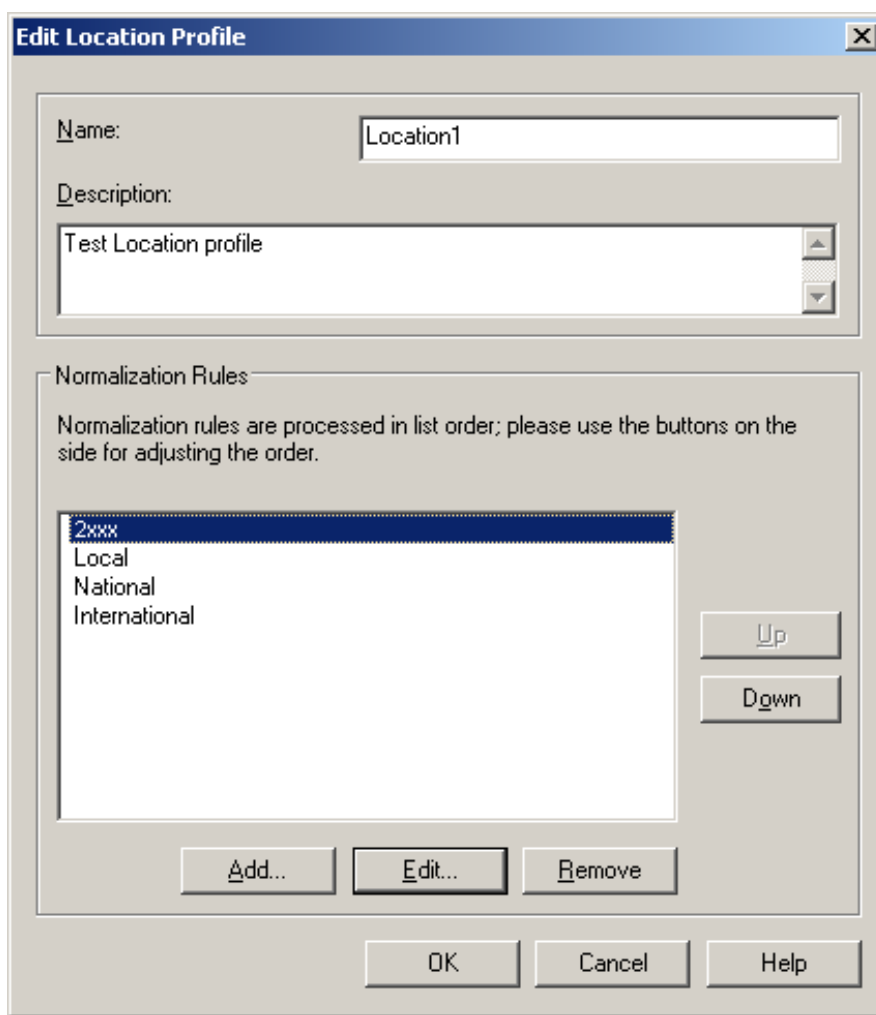 Edit Location Profile
Name:
Location1
Description:
Test Location profile
Normalization Rules
Normalization rules are processed in list order; please use the buttons on the
side for adjusting the order.
2xxx
Local
National
International
Up
Down
Add...
Edit...
Remove
OK
Cancel
Help